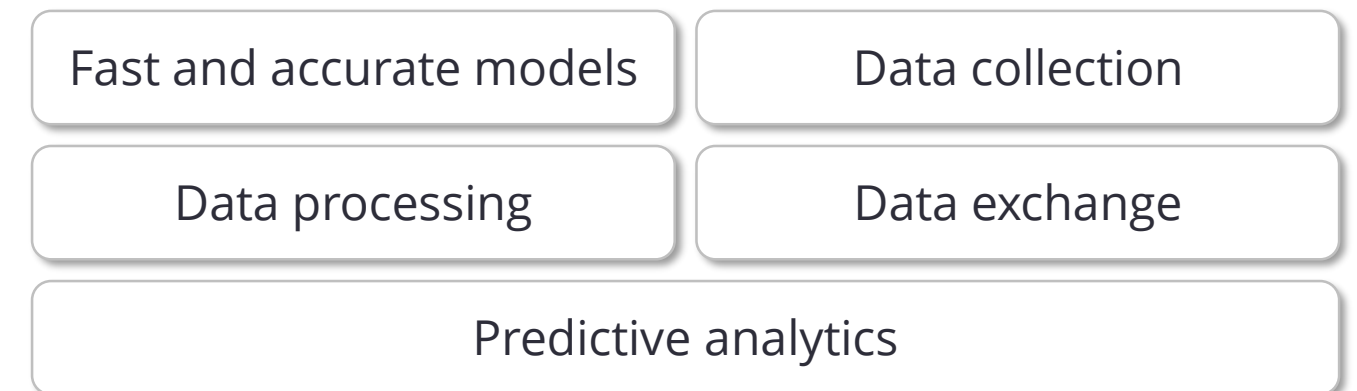 Fast and accurate models
Data collection
Data processing
Data exchange
Predictive analytics